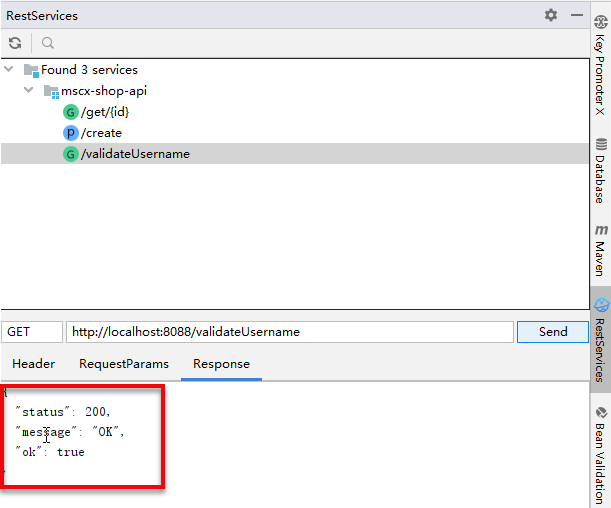 RestServices
Found 3 services
mscx-shop-api
G /get/{id}
p /create
G /validateUsername
GET http://localhost:8088/validateUsername Send
Header RequestParams Response
{
"status": 200,
"message": "OK",
"ok": true
}
Key Promoter X
Database
m Maven
RestServices
Bean Validation